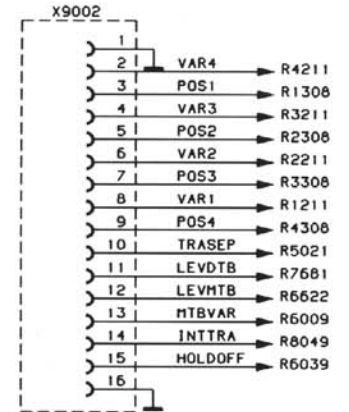 X9002
1
2 VAR4 R4211
3 POS1 R1308
4 VAR3 R3211
5 POS2 R2308
6 VAR2 R2211
7 POS3 R3308
8 VAR1 R1211
9 POS4 R4308
10 TRASEP R5021
11 LEVDTB R7681
12 LEVMTB R6622
13 MTBVAR R6009
14 INTTRA R8049
15 HOLDOFF R6039
16